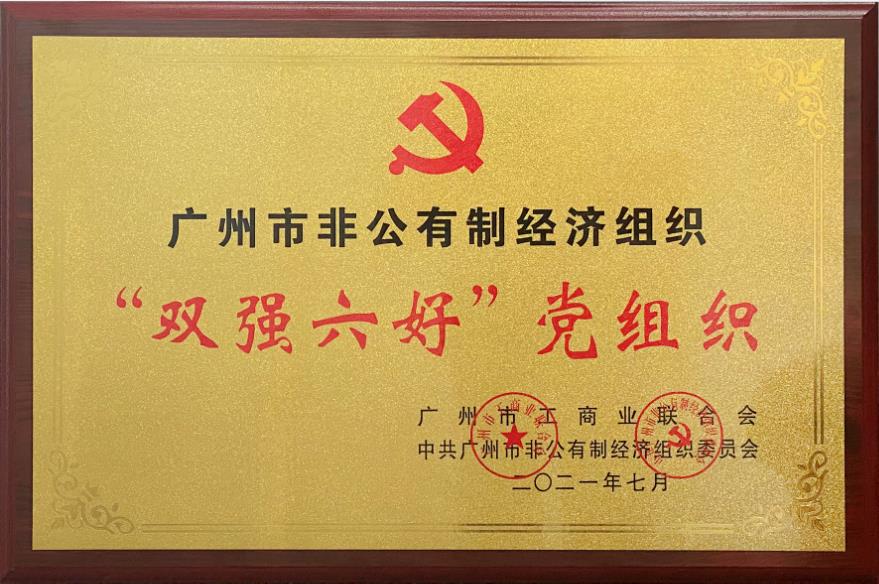 广州市非公有制经济组织
“双强六好”党组织
广州市工商业联合会
中共广州市非公有制经济组织委员会
二〇二一年七月